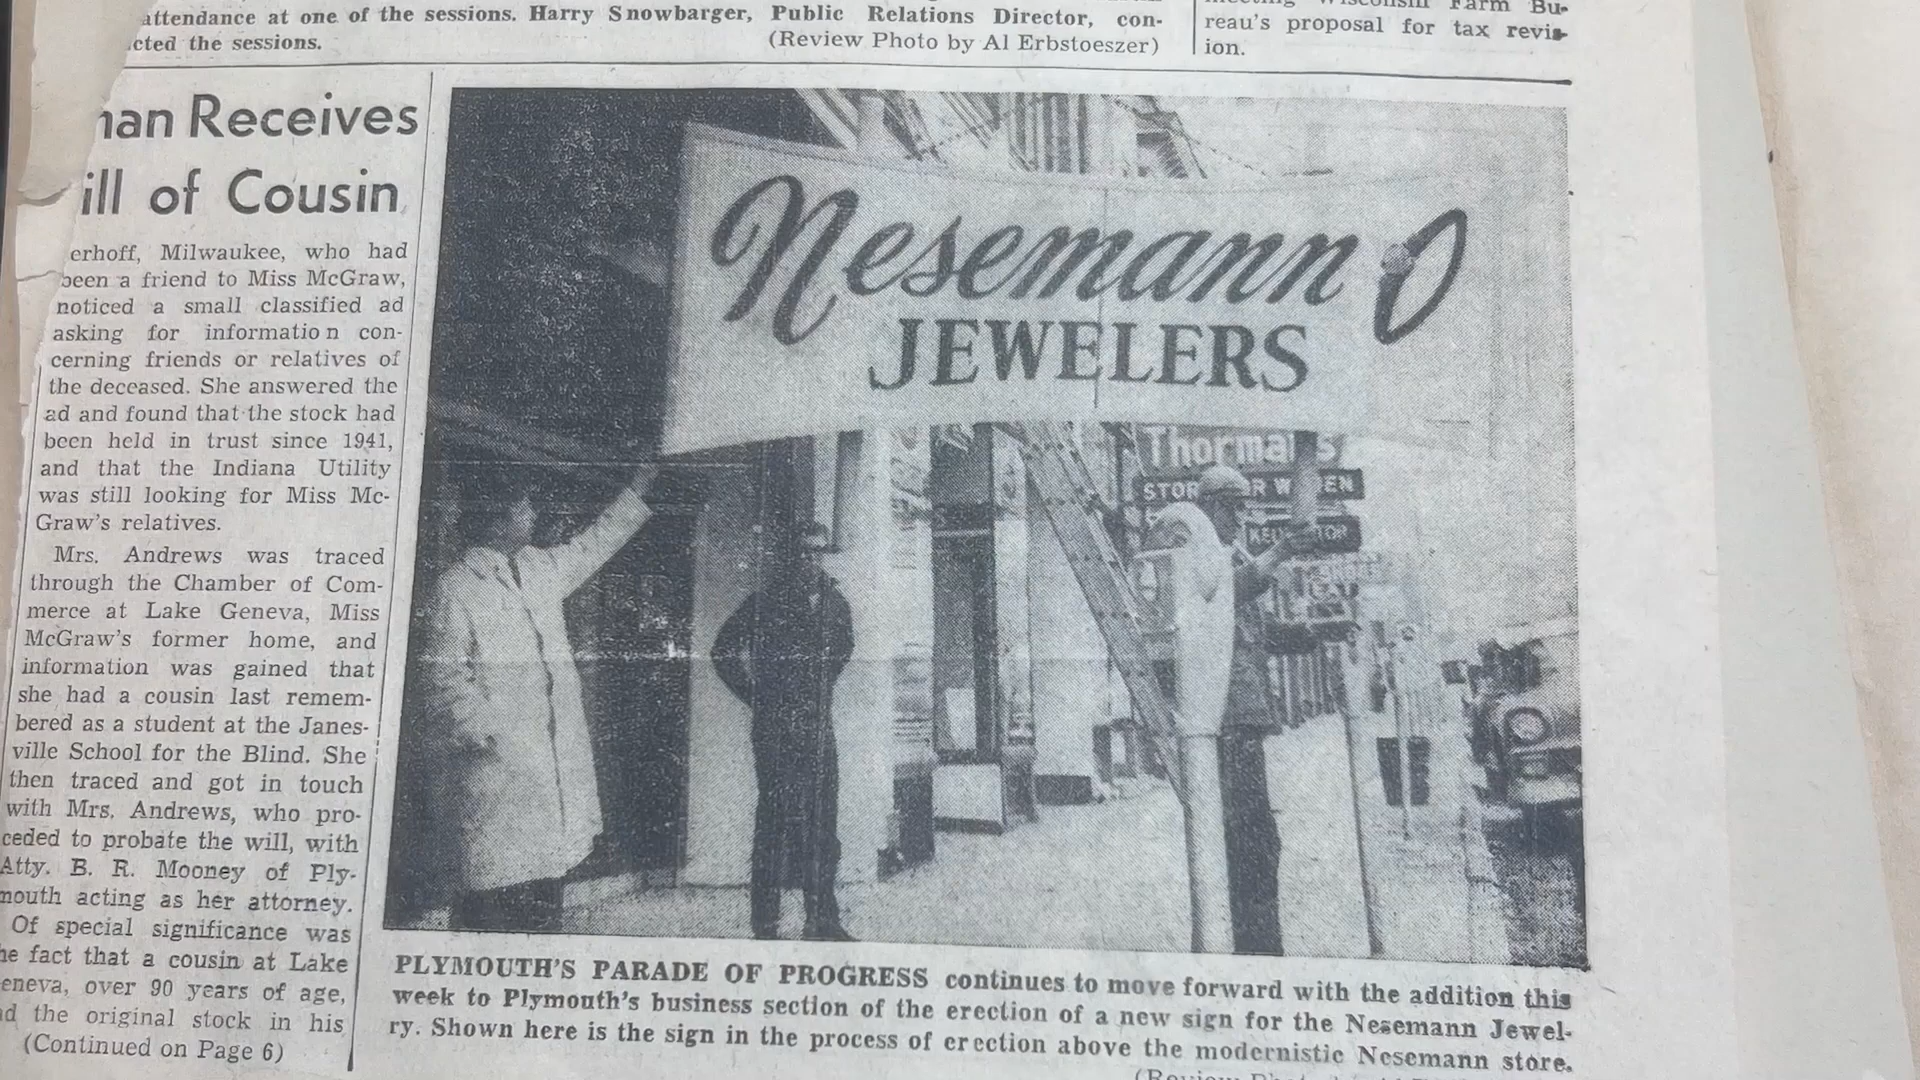 attendance at one of the sessions. Harry Snowbarger, Public Relations Director, con-
cted the sessions.
(Review Photo by Al Erbstoeszer)
Wisconsin Farm Bu-
reau's proposal for tax revis-
ion.
an Receives
ill of Cousin
erhoff, Milwaukee, who had
been a friend to Miss McGraw,
noticed a small classified ad
asking for information con-
cerning friends or relatives of
the deceased. She answered the
ad and found that the stock had
been held in trust since 1941,
and that the Indiana Utility
was still looking for Miss Mc-
Graw's relatives.
Mrs. Andrews was traced
through the Chamber of Com-
merce at Lake Geneva, Miss
McGraw's former home, and
information was gained that
she had a cousin last remem-
bered as a student at the Janes-
ville School for the Blind. She
then traced and got in touch
with Mrs. Andrews, who pro-
ceded to probate the will, with
Atty. B. R. Mooney of Ply-
mouth acting as her attorney.
Of special significance was
he fact that a cousin at Lake
eneva, over 90 years of age,
d the original stock in his
(Continued on Page 6)
Nesemann
JEWELERS
Thorma s
STOR R W EN
KEL TOR
PLYMOUTH'S PARADE OF PROGRESS continues to move forward with the addition this
week to Plymouth's business section of the erection of a new sign for the Nesemann Jewel-
ry. Shown here is the sign in the process of erection above the modernistic Nesemann store.